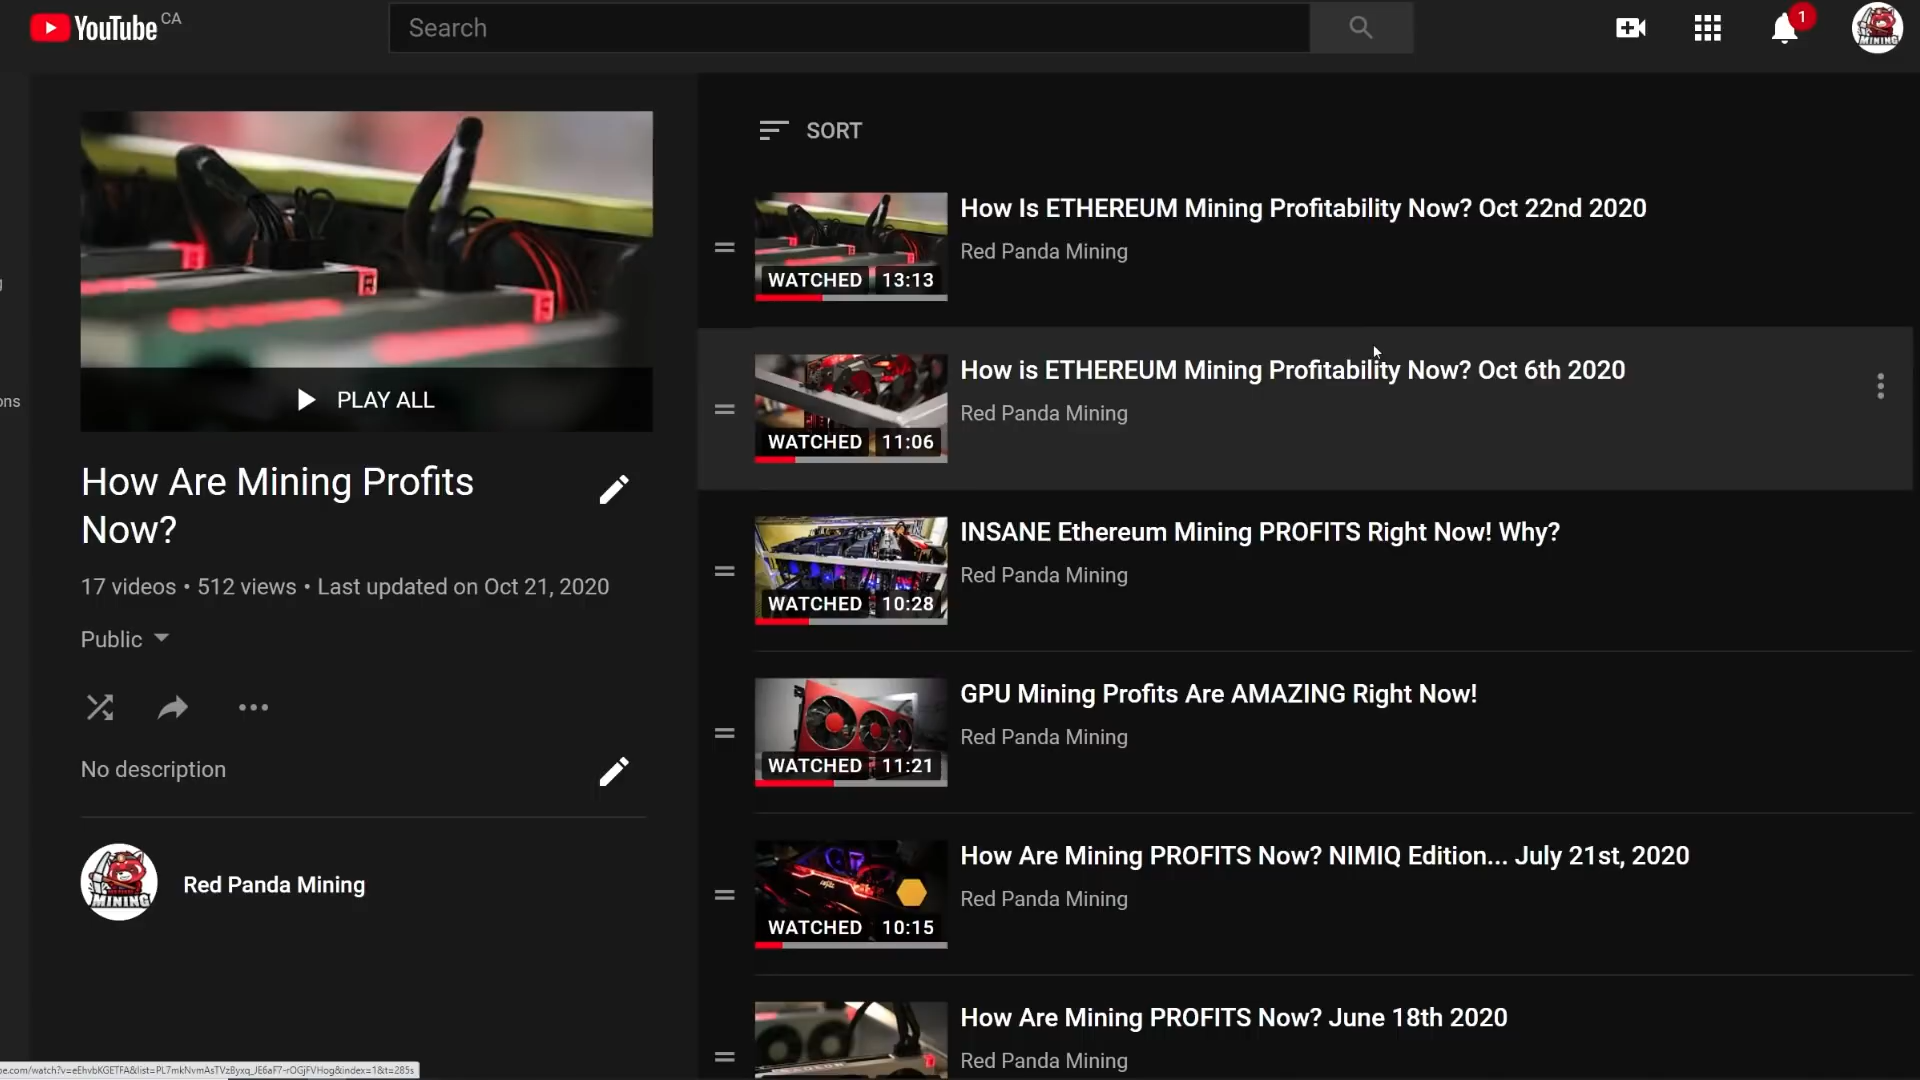 YouTube CA
Search
1
MINING
SORT
PLAY ALL
How Are Mining Profits
Now?
17 videos • 512 views • Last updated on Oct 21, 2020
Public
No description
MINING
Red Panda Mining
ons
WATCHED 13:13
How Is ETHEREUM Mining Profitability Now? Oct 22nd 2020
Red Panda Mining
WATCHED 11:06
How is ETHEREUM Mining Profitability Now? Oct 6th 2020
Red Panda Mining
WATCHED 10:28
INSANE Ethereum Mining PROFITS Right Now! Why?
Red Panda Mining
WATCHED 11:21
GPU Mining Profits Are AMAZING Right Now!
Red Panda Mining
WATCHED 10:15
How Are Mining PROFITS Now? NIMIQ Edition... July 21st, 2020
Red Panda Mining
How Are Mining PROFITS Now? June 18th 2020
Red Panda Mining